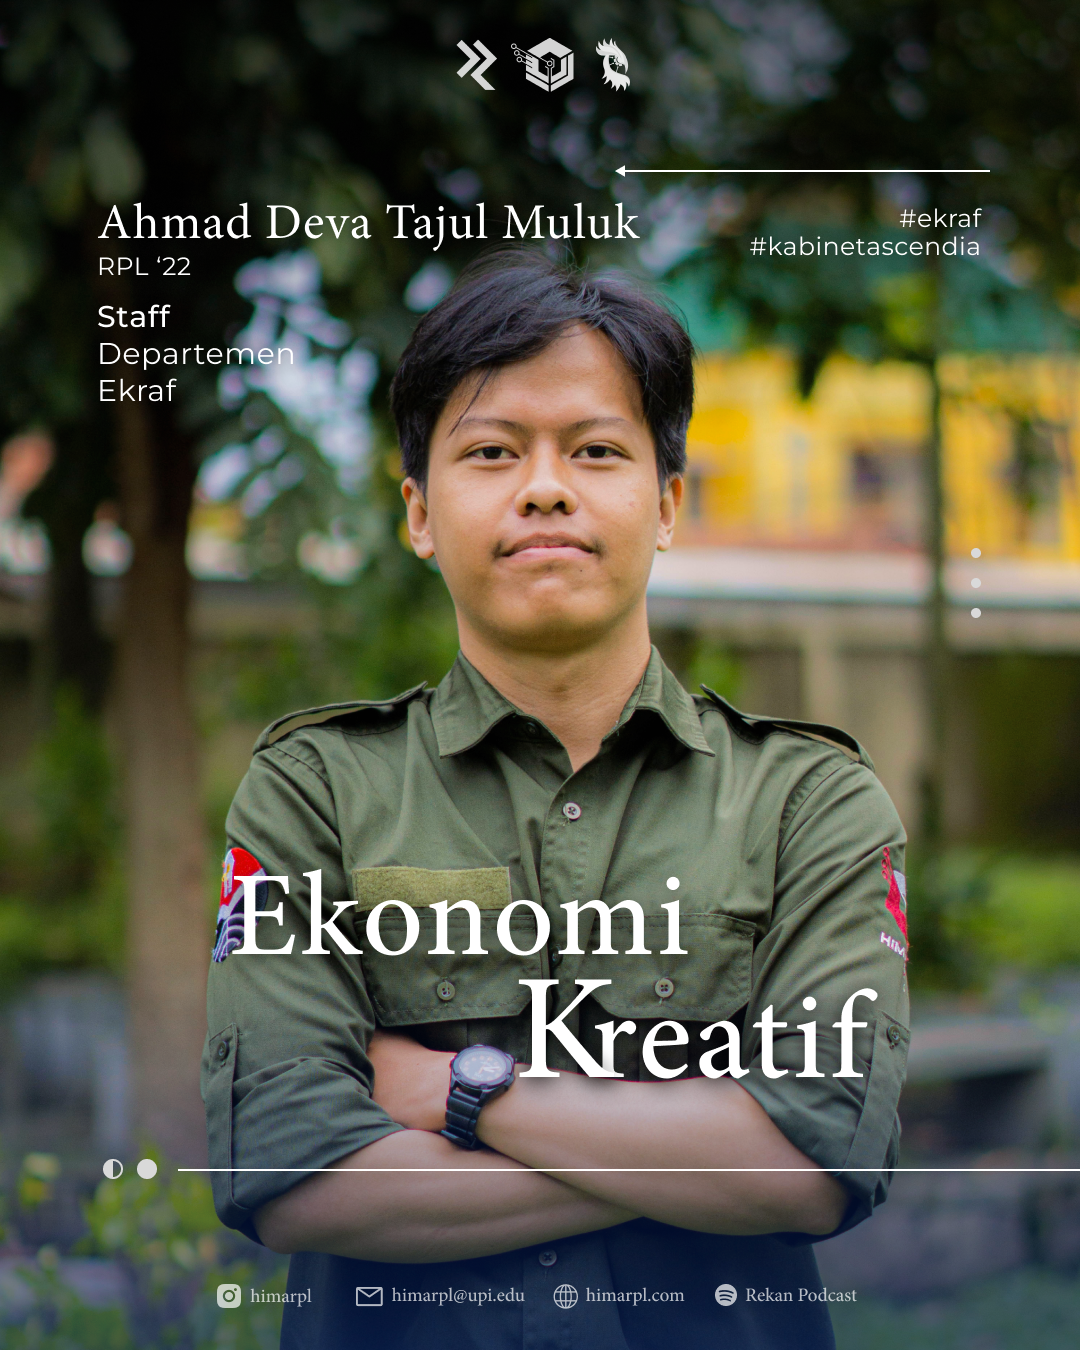 Ahmad Deva Tajul Muluk
RPL ‘22
Staff
Departemen
Ekraf
#ekraf
#kabinetascendia
Ekonomi
Kreatif
himarpl
himarpl@upi.edu
himarpl.com
Rekan Podcast